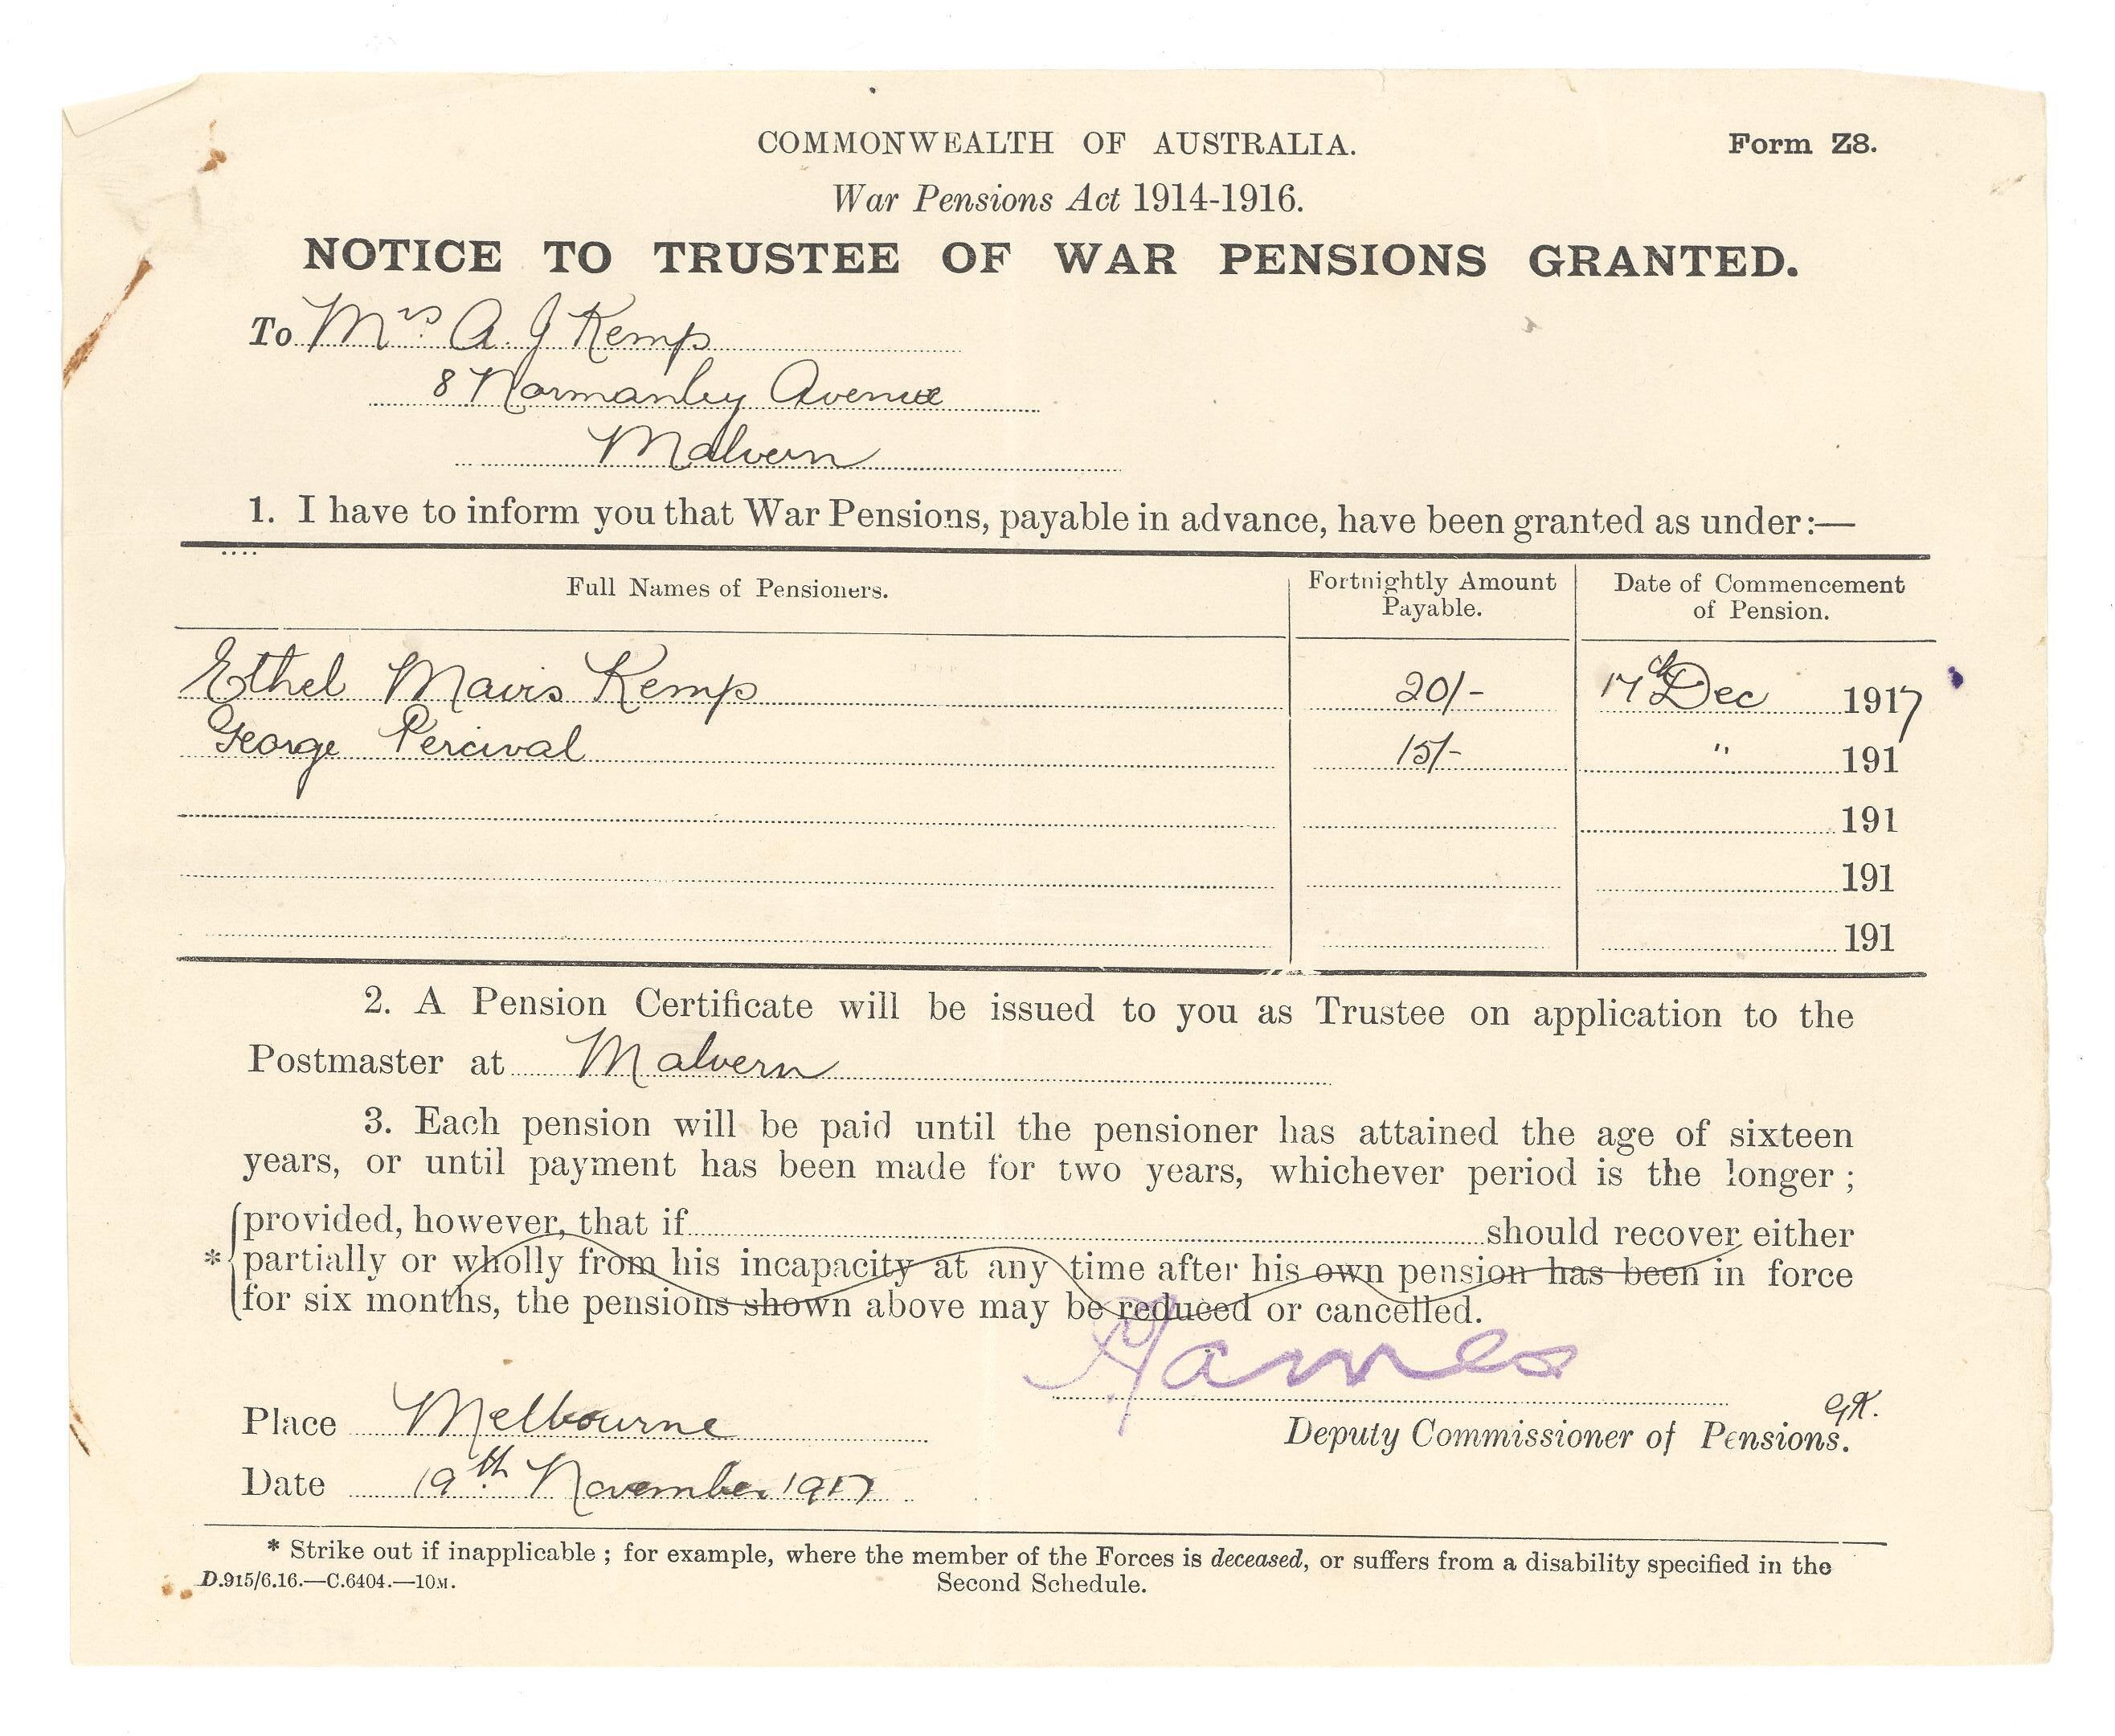 COMMONWEALTH OF AUSTRALIA.
Form Z8.
War Pensions Act 1914-1916.
NOTICE TO TRUSTEE OF WAR PENSIONS GRANTED.
To Mrs. A. J Kemp
8 Normanby Avenue
Malvern
1. I have to inform you that War Pensions, payable in advance, have been granted as under:—
Full Names of Pensioners. Fortnightly Amount Payable. Date of Commencement of Pension.
Ethel Mavis Kemp 20/- 17th Dec 1917
George Percival 15/- " 191
191
191
191
2. A Pension Certificate will be issued to you as Trustee on application to the
Postmaster at Malvern
3. Each pension will be paid until the pensioner has attained the age of sixteen
years, or until payment has been made for two years, whichever period is the longer;
provided, however, that if should recover either
* partially or wholly from his incapacity at any time after his own pension has been in force
for six months, the pensions shown above may be reduced or cancelled.
Place Melbourne
GK.
Deputy Commissioner of Pensions.
Date 19th November 1917
* Strike out if inapplicable; for example, where the member of the Forces is deceased, or suffers from a disability specified in the
Second Schedule.
D.915/6.16.—C.6404.—10M.